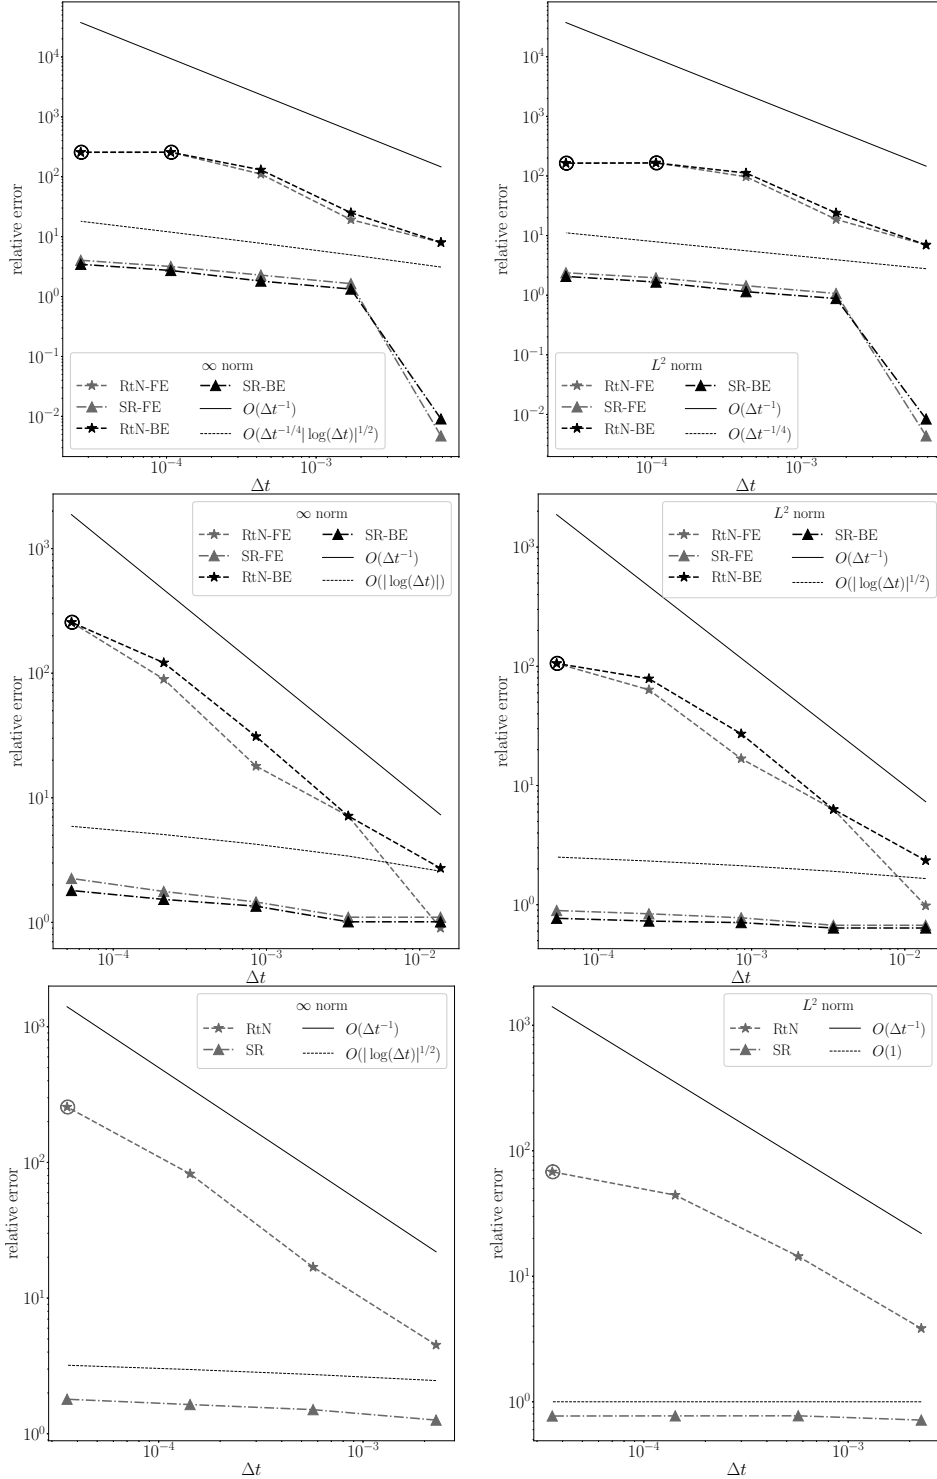 10^4
10^3
10^2
10^1
10^0
10^{-1}
10^{-2}
relative error
∞ norm
RtN-FE
SR-FE
RtN-BE
SR-BE
O(Δt^{-1})
O(Δt^{-1/4}|log(Δt)|^{1/2})
10^{-4}
10^{-3}
Δt
10^4
10^3
10^2
10^1
10^0
10^{-1}
10^{-2}
relative error
L^2 norm
RtN-FE
SR-FE
RtN-BE
SR-BE
O(Δt^{-1})
O(Δt^{-1/4})
10^{-4}
10^{-3}
Δt
10^3
10^2
10^1
10^0
relative error
∞ norm
RtN-FE
SR-FE
RtN-BE
SR-BE
O(Δt^{-1})
O(|log(Δt)|)
10^{-4}
10^{-3}
10^{-2}
Δt
10^3
10^2
10^1
10^0
relative error
L^2 norm
RtN-FE
SR-FE
RtN-BE
SR-BE
O(Δt^{-1})
O(|log(Δt)|^{1/2})
10^{-4}
10^{-3}
10^{-2}
Δt
10^3
10^2
10^1
10^0
relative error
∞ norm
RtN
SR
O(Δt^{-1})
O(|log(Δt)|^{1/2})
10^{-4}
10^{-3}
Δt
10^3
10^2
10^1
10^0
relative error
L^2 norm
RtN
SR
O(Δt^{-1})
O(1)
10^{-4}
10^{-3}
Δt